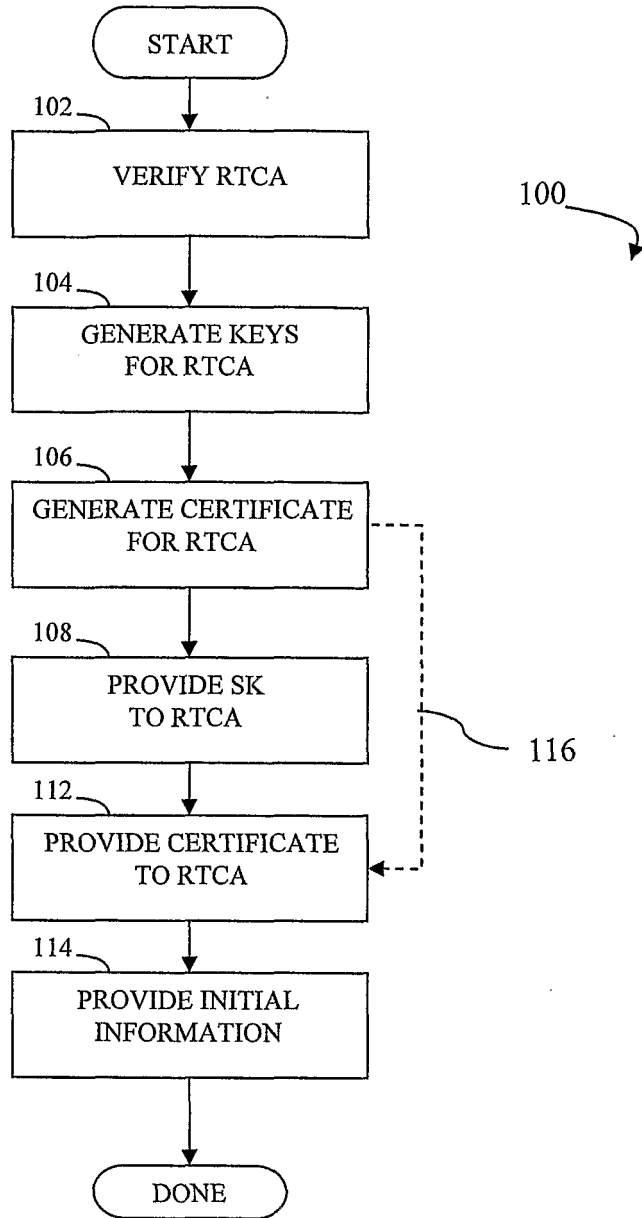 START
102
VERIFY RTCA
100
104
GENERATE KEYS
FOR RTCA
106
GENERATE CERTIFICATE
FOR RTCA
108
PROVIDE SK
TO RTCA
116
112
PROVIDE CERTIFICATE
TO RTCA
114
PROVIDE INITIAL
INFORMATION
DONE